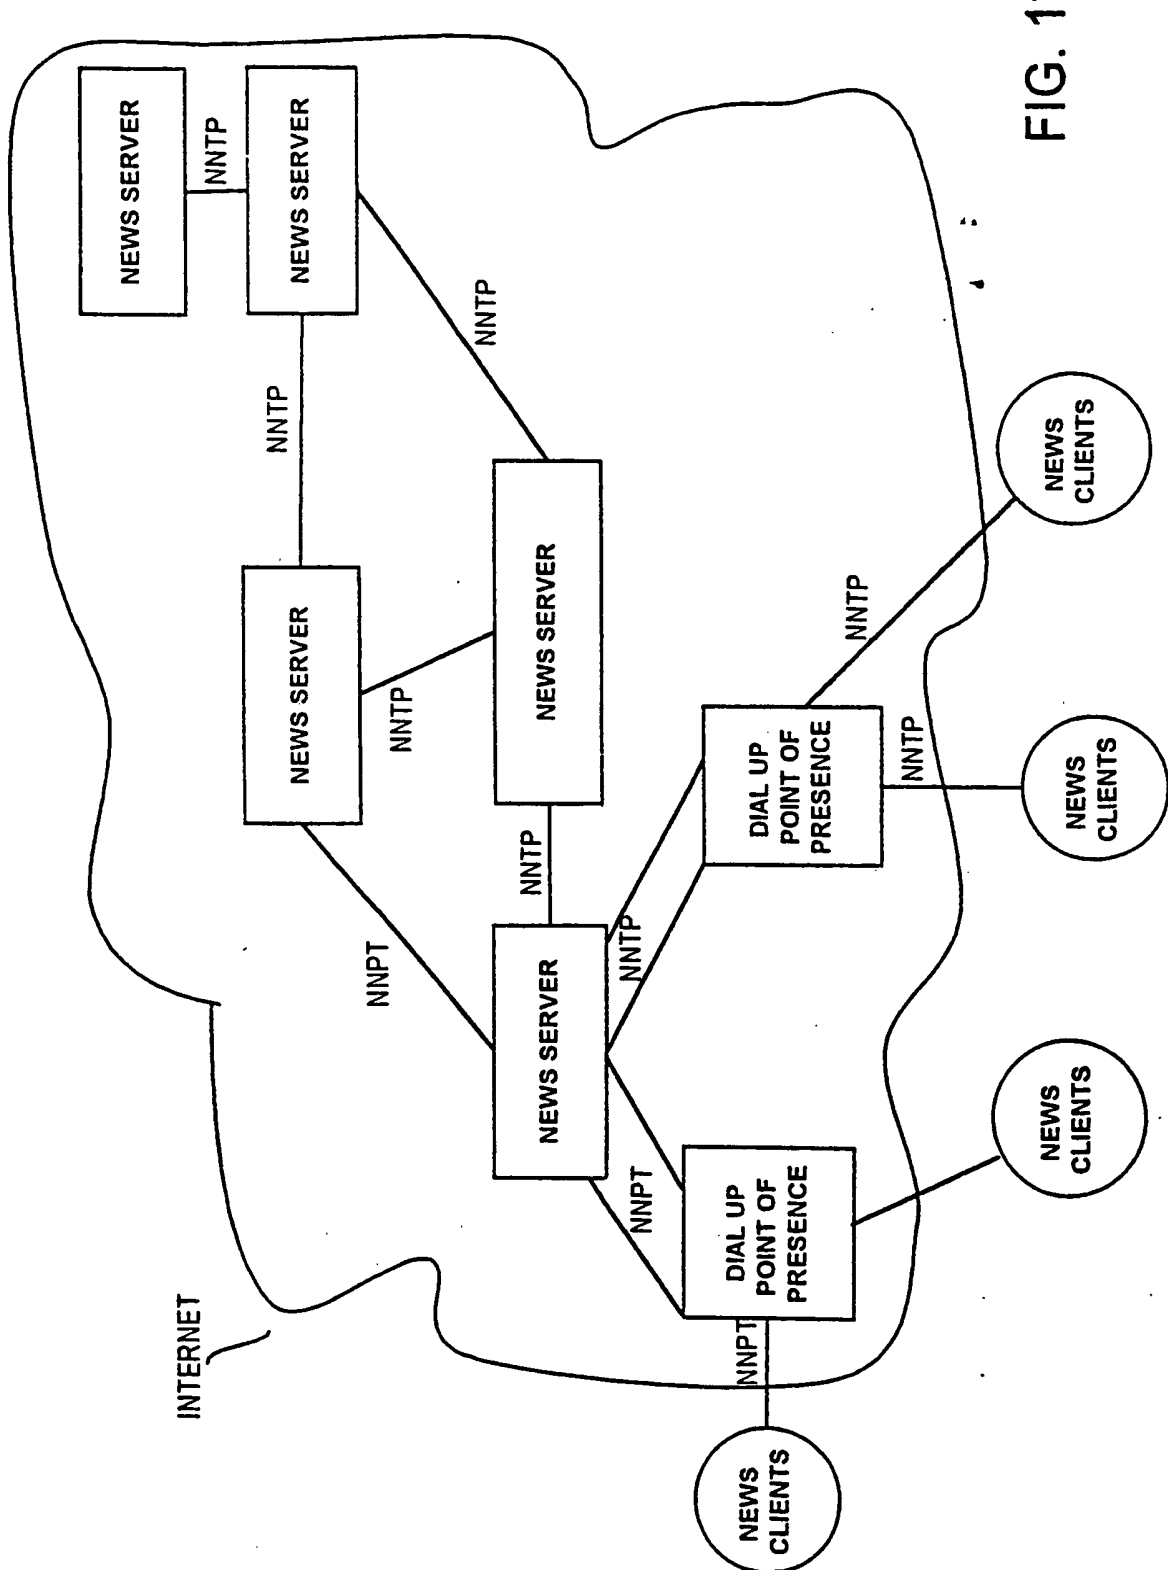 NEWS SERVER
INTERNET
NNTP
NNTP
NEWS SERVER
NEWS SERVER
NNPT
NNTP
NNTP
NEWS SERVER
NNTP
NEWS SERVER
NNPT
NNTP
NEWS
CLIENTS
NNPT
DIAL UP
POINT OF
PRESENCE
DIAL UP
POINT OF
PRESENCE
NNTP
NNTP
NEWS
CLIENTS
NEWS
CLIENTS
NEWS
CLIENTS
FIG. 1